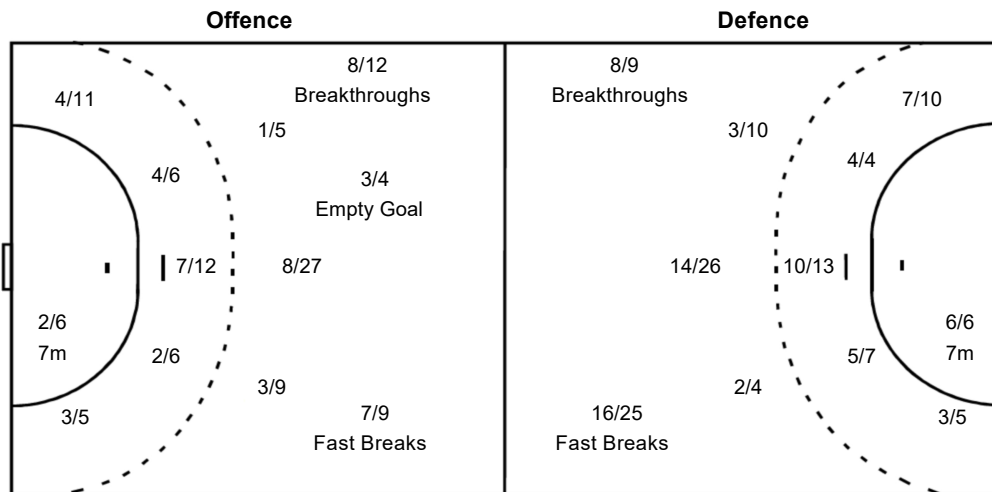 Offence
Defence
8/12
Breakthroughs
8/9
Breakthroughs
4/11
7/10
1/5
3/10
4/6
4/4
3/4
Empty Goal
7/12
8/27
14/26
10/13
2/6
7m
6/6
7m
2/6
5/7
3/9
2/4
3/5
7/9
Fast Breaks
16/25
Fast Breaks
3/5